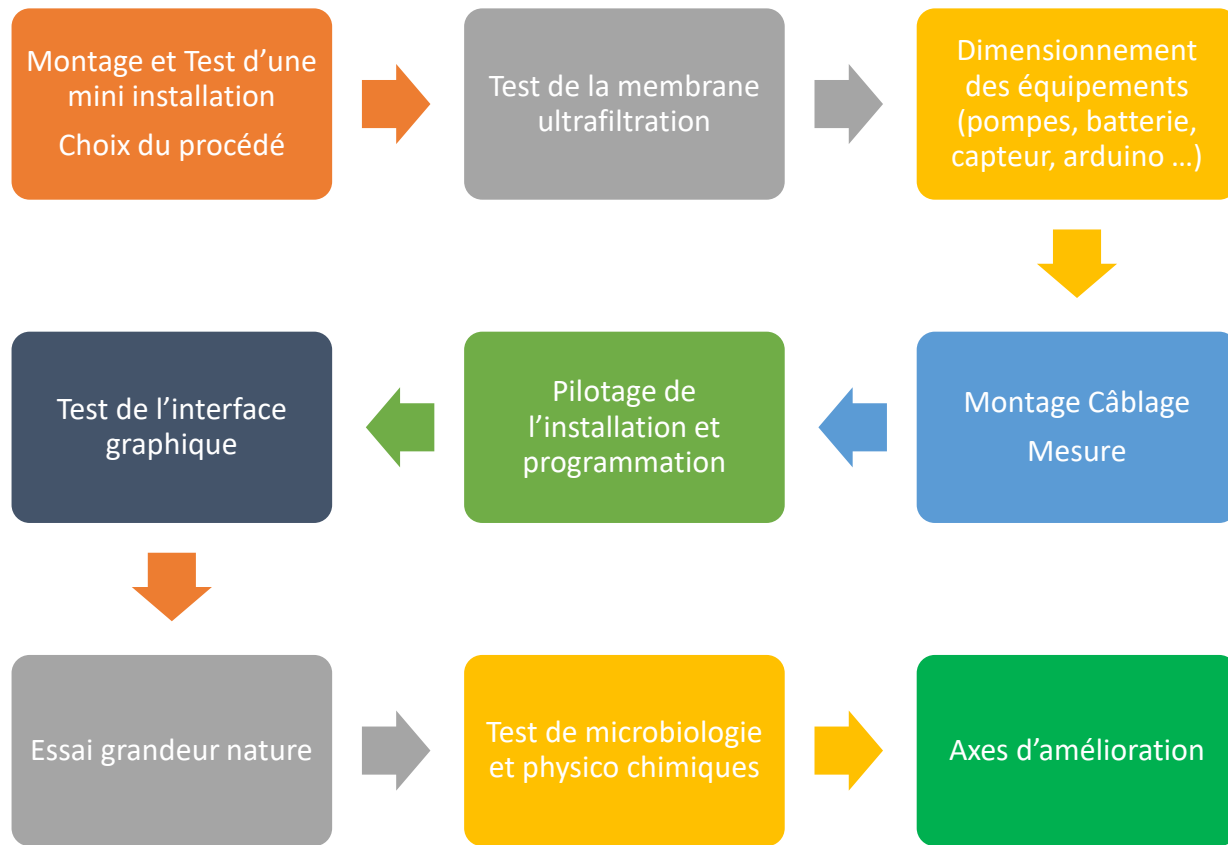 Montage et Test d’une
mini installation
Choix du procédé
Test de la membrane
ultrafiltration
Dimensionnement
des équipements
(pompes, batterie,
capteur, arduino …)
Montage Câblage
Mesure
Pilotage de
l’installation et
programmation
Test de l’interface
graphique
Essai grandeur nature
Test de microbiologie
et physico chimiques
Axes d’amélioration